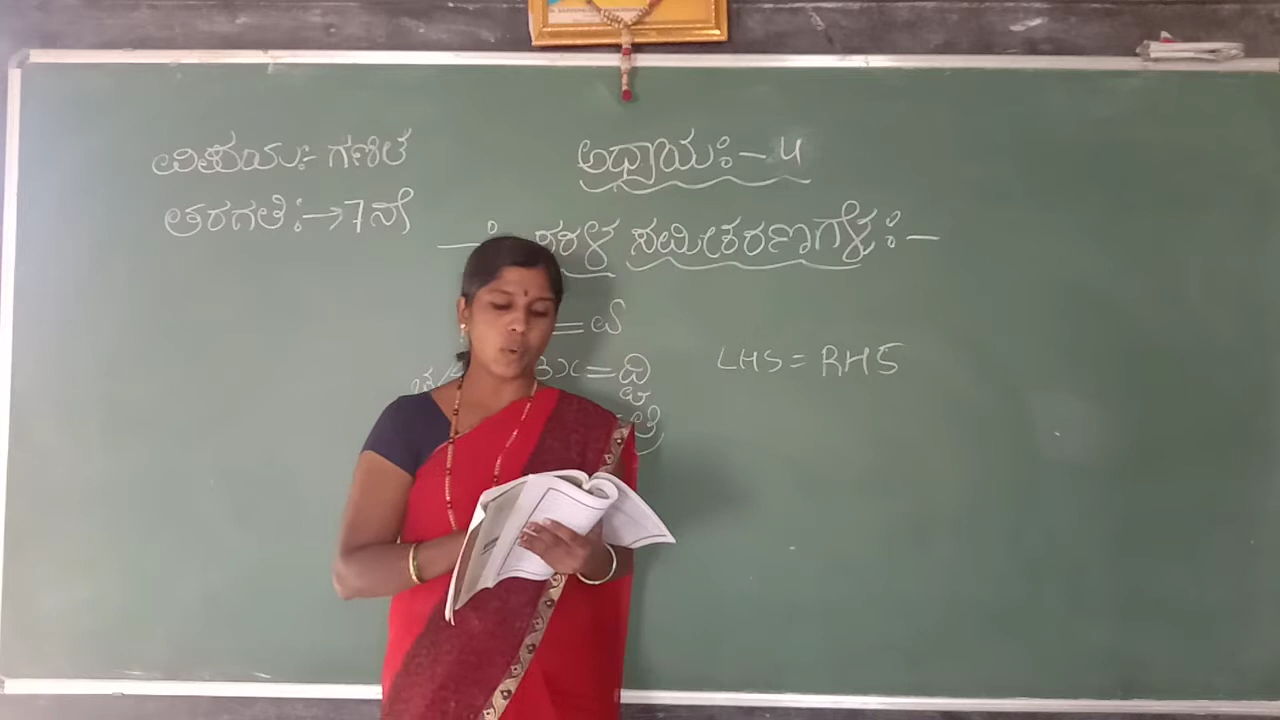 ವಿಷಯಃ- ಗಣಿತ
ತರಗತಿಃ-→7ನೇ
ಅಧ್ಯಾಯಃ-4
-ಃ ಸರಳ ಸಮೀಕರಣಗಳುಃ-
LHS = RHS